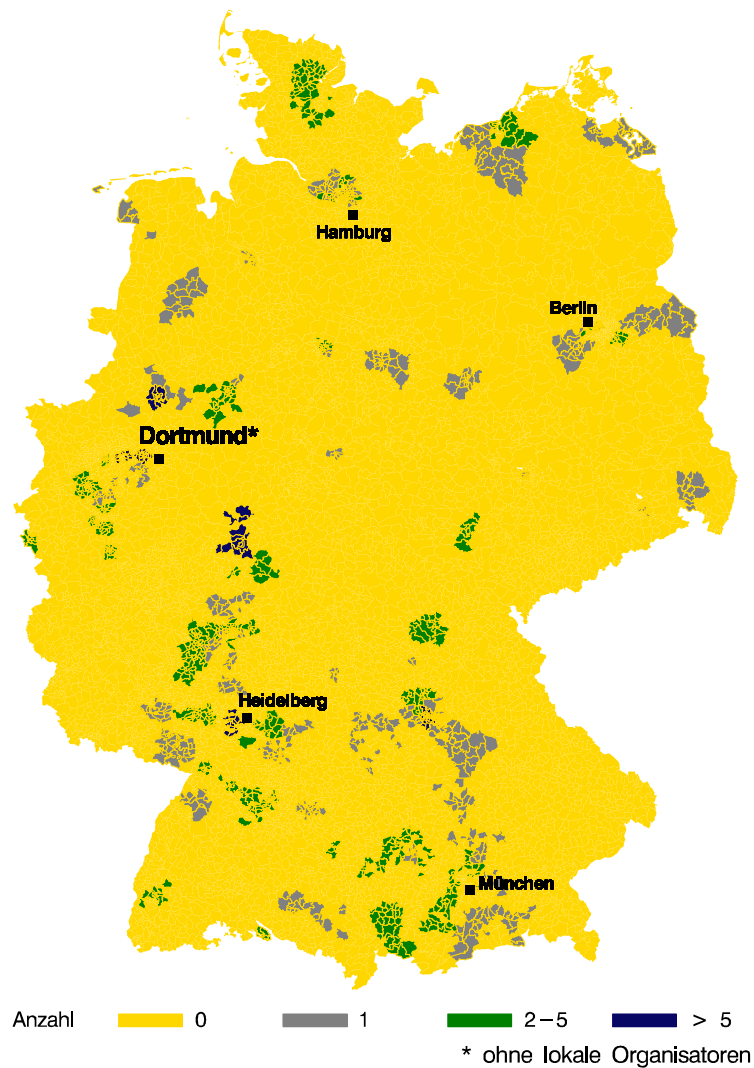 Hamburg
Berlin
Dortmund*
Heidelberg
München
Anzahl 0 1 2-5 > 5
* ohne lokale Organisatoren